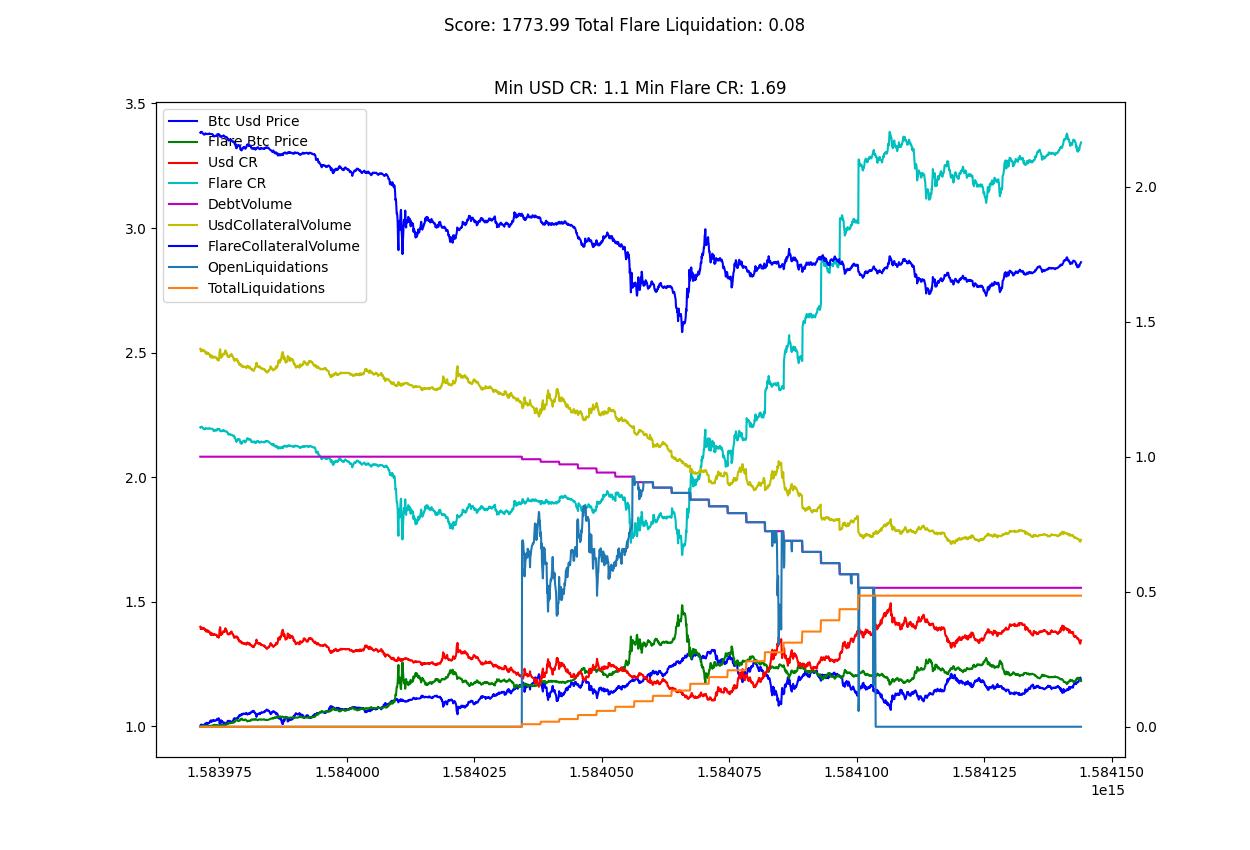 Score: 1773.99 Total Flare Liquidation: 0.08
Min USD CR: 1.1 Min Flare CR: 1.69
Btc Usd Price
Flare Btc Price
Usd CR
Flare CR
DebtVolume
UsdCollateralVolume
FlareCollateralVolume
OpenLiquidations
TotalLiquidations
3.5
3.0
2.5
2.0
1.5
1.0
2.0
1.5
1.0
0.5
0.0
1.583975 1.584000 1.584025 1.584050 1.584075 1.584100 1.584125 1.584150
1e15